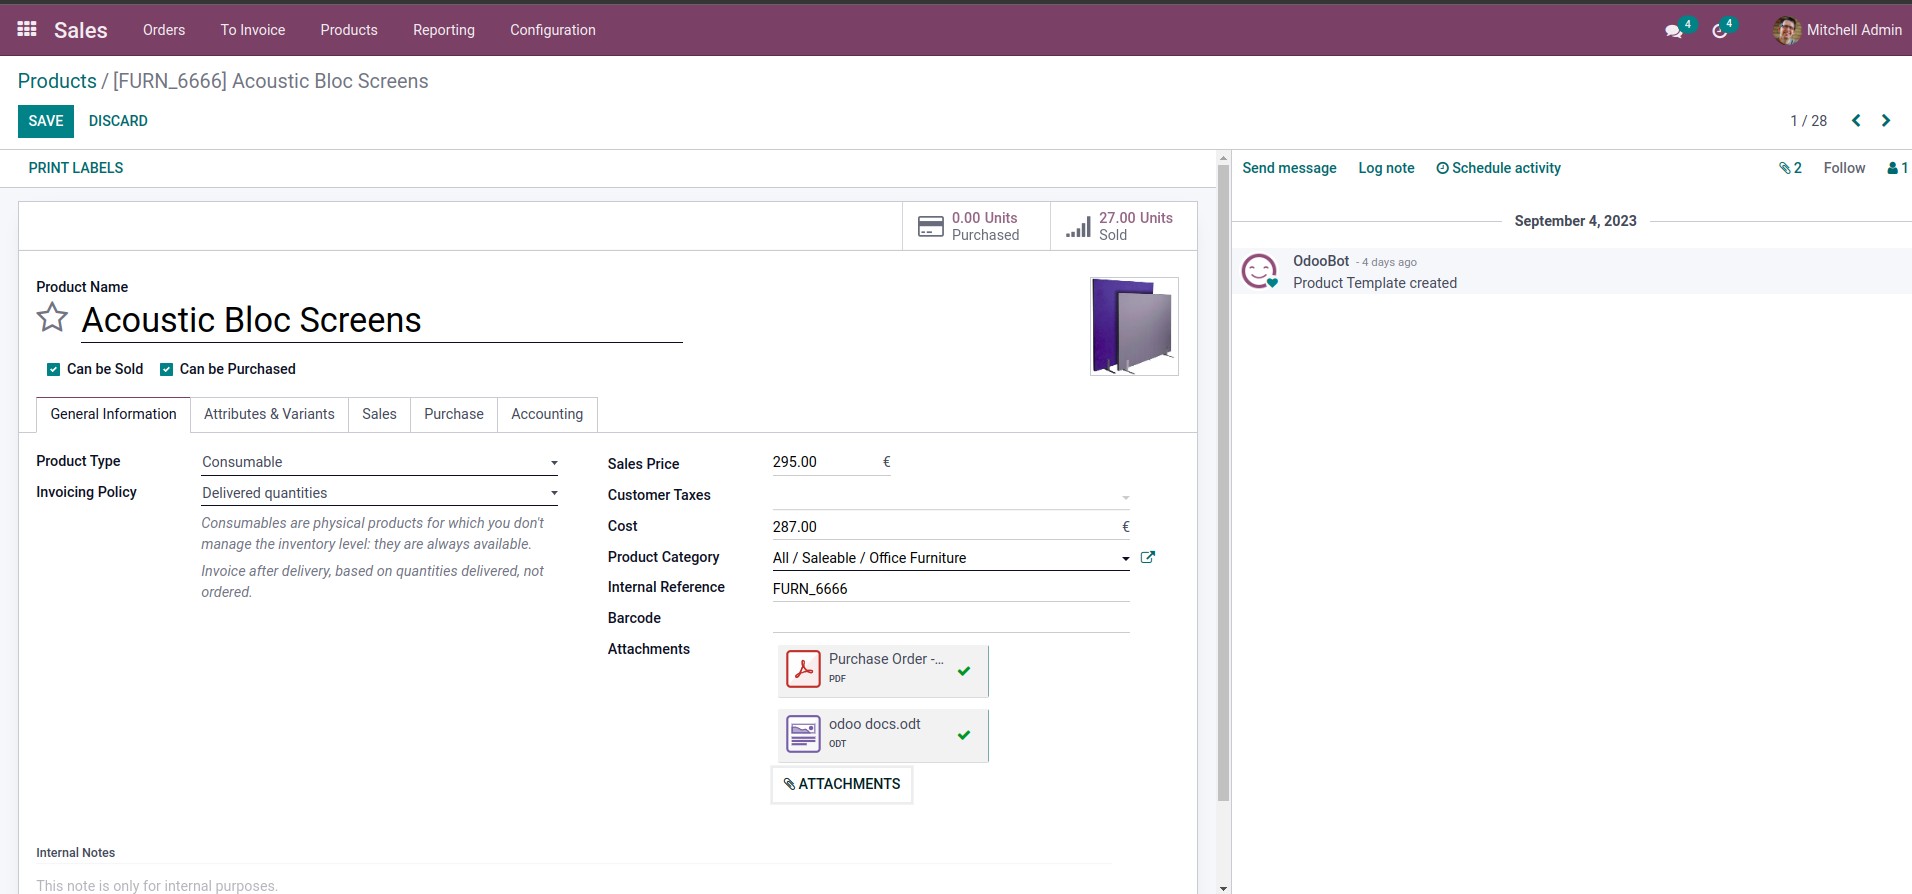 Sales Orders To Invoice Products Reporting Configuration 4 4 Mitchell Admin
Products / [FURN_6666] Acoustic Bloc Screens
SAVE DISCARD 1 / 28
PRINT LABELS
0.00 Units
Purchased
27.00 Units
Sold
Product Name
Acoustic Bloc Screens
Can be Sold Can be Purchased
General Information Attributes & Variants Sales Purchase Accounting
Product Type Consumable
Invoicing Policy Delivered quantities
Consumables are physical products for which you don't
manage the inventory level: they are always available.
Invoice after delivery, based on quantities delivered, not
ordered.
Sales Price 295.00 €
Customer Taxes
Cost 287.00 €
Product Category All / Saleable / Office Furniture
Internal Reference FURN_6666
Barcode
Attachments
Purchase Order -...
PDF
odoo docs.odt
ODT
ATTACHMENTS
Internal Notes
This note is only for internal purposes.
Send message Log note Schedule activity 2 Follow 1
September 4, 2023
OdooBot - 4 days ago
Product Template created